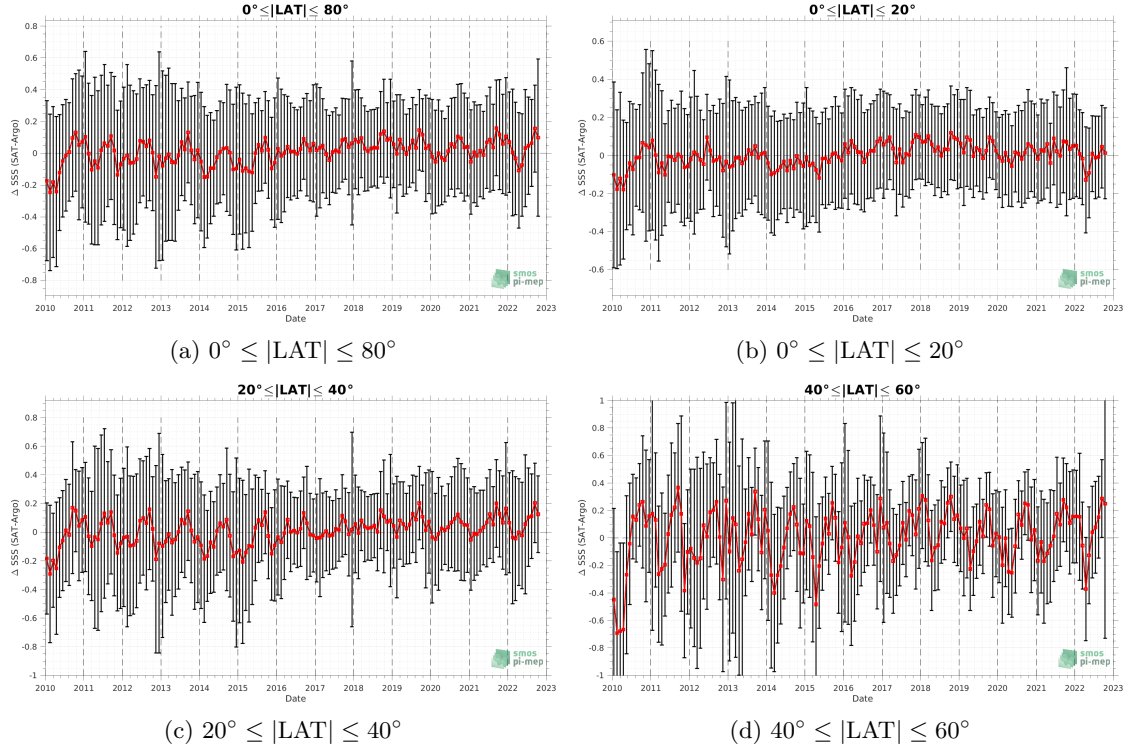 0°≤|LAT|≤ 80°
Δ SSS (SAT-Argo)
0.8
0.6
0.4
0.2
0
-0.2
-0.4
-0.6
-0.8
2010 2011 2012 2013 2014 2015 2016 2017 2018 2019 2020 2021 2022 2023
Date
smos
pi-mep
(a) 0° ≤ |LAT| ≤ 80°
0°≤|LAT|≤ 20°
Δ SSS (SAT-Argo)
0.6
0.4
0.2
0
-0.2
-0.4
-0.6
2010 2011 2012 2013 2014 2015 2016 2017 2018 2019 2020 2021 2022 2023
Date
smos
pi-mep
(b) 0° ≤ |LAT| ≤ 20°
20°≤|LAT|≤ 40°
Δ SSS (SAT-Argo)
0.8
0.6
0.4
0.2
0
-0.2
-0.4
-0.6
-0.8
-1
2010 2011 2012 2013 2014 2015 2016 2017 2018 2019 2020 2021 2022 2023
Date
smos
pi-mep
(c) 20° ≤ |LAT| ≤ 40°
40°≤|LAT|≤ 60°
Δ SSS (SAT-Argo)
1
0.8
0.6
0.4
0.2
0
-0.2
-0.4
-0.6
-0.8
-1
2010 2011 2012 2013 2014 2015 2016 2017 2018 2019 2020 2021 2022 2023
Date
smos
pi-mep
(d) 40° ≤ |LAT| ≤ 60°